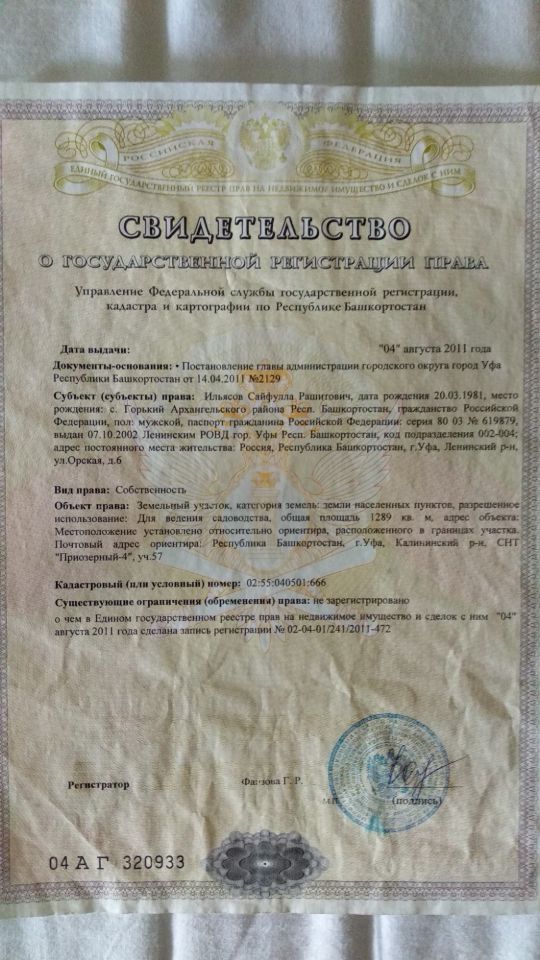 РОССИЙСКАЯ ФЕДЕРАЦИЯ
ЕДИНЫЙ ГОСУДАРСТВЕННЫЙ РЕЕСТР ПРАВ НА НЕДВИЖИМОЕ ИМУЩЕСТВО И СДЕЛОК С НИМ
СВИДЕТЕЛЬСТВО
О ГОСУДАРСТВЕННОЙ РЕГИСТРАЦИИ ПРАВА
Управление Федеральной службы государственной регистрации,
кадастра и картографии по Республике Башкортостан
Дата выдачи: "04" августа 2011 года
Документы-основания: • Постановление главы администрации городского округа город Уфа
Республики Башкортостан от 14.04.2011 №2129
Субъект (субъекты) права: Ильясов Сайфулла Рашитович, дата рождения 20.03.1981, место
рождения: с. Горький Архангельского района Респ. Башкортостан, гражданство Российской
Федерации, пол: мужской, паспорт гражданина Российской Федерации: серия 80 03 № 619879,
выдан 07.10.2002 Ленинским РОВД гор. Уфы Респ. Башкортостан, код подразделения 002-004;
адрес постоянного места жительства: Россия, Республика Башкортостан, г.Уфа, Ленинский р-н,
ул.Орская, д.6
Вид права: Собственность
Объект права: Земельный участок, категория земель: земли населенных пунктов, разрешенное
использование: Для ведения садоводства, общая площадь 1289 кв. м, адрес объекта:
Местоположение установлено относительно ориентира, расположенного в границах участка.
Почтовый адрес ориентира: Республика Башкортостан, г.Уфа, Калининский р-н, СНТ
"Приозерный-4", уч.57
Кадастровый (или условный) номер: 02:55:040501:666
Существующие ограничения (обременения) права: не зарегистрировано
о чем в Едином государственном реестре прав на недвижимое имущество и сделок с ним "04"
августа 2011 года сделана запись регистрации № 02-04-01/241/2011-472
Регистратор Г. Р.
М.П. (подпись)
04 А Г 320933